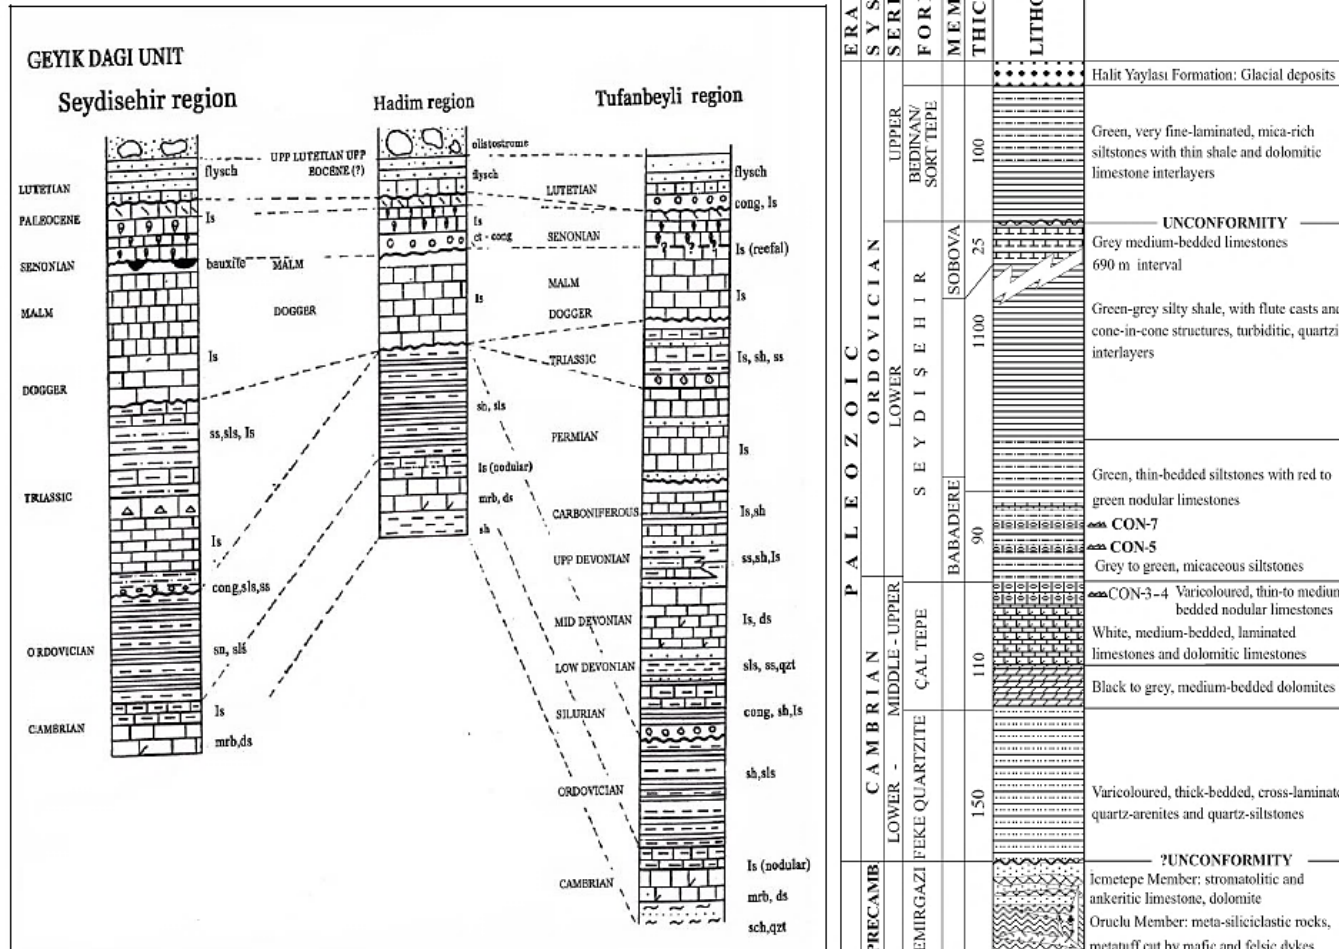 GEYIK DAGI UNIT
Seydisehir region
Hadim region
Tufanbeyli region
LUTETIAN
PALEOCENE
SENONIAN
MALM
DOGGER
TRIASSIC
ORDOVICIAN
CAMBRIAN
flysch
ls
bauxite
ls
ss,sls, ls
ls
cong,sls,ss
sn, sls
ls
mrb,ds
UPP LUTETIAN UPP
EOCENE (?)
MALM
DOGGER
olistostrome
flysch
ls
ct - cong
ls
sh, sls
ls (nodular)
mrb, ds
sh
LUTETIAN
SENONIAN
MALM
DOGGER
TRIASSIC
PERMIAN
CARBONIFEROUS
UPP DEVONIAN
MID DEVONIAN
LOW DEVONIAN
SILURIAN
ORDOVICIAN
CAMBRIAN
flysch
cong, ls
? ? ?
ls (reefal)
ls
ls, sh, ss
ls
ls,sh
ss,sh,ls
ls, ds
sls, ss,qzt
cong, sh,ls
sh,sls
ls (nodular)
mrb, ds
sch,qzt
ERA
SYS
SERI
FORM
MEM
THIC
LITHO
PALEOZOIC
ORDOVICIAN
CAMBRIAN
PRECAMB
UPPER
LOWER
LOWER - MIDDLE - UPPER
BEDINAN/
SORT TEPE
SEYDİŞEHİR
ÇAL TEPE
FEKE QUARTZITE
EMIRGAZI
SOBOVA
BABADERE
100
25
1100
90
110
150
Halit Yaylası Formation: Glacial deposits
Green, very fine-laminated, mica-rich
siltstones with thin shale and dolomitic
limestone interlayers
UNCONFORMITY
Grey medium-bedded limestones
690 m interval
Green-grey silty shale, with flute casts and
cone-in-cone structures, turbiditic, quartzi
interlayers
Green, thin-bedded siltstones with red to
green nodular limestones
CON-7
CON-5
Grey to green, micaceous siltstones
CON-3-4 Varicoloured, thin-to medium
bedded nodular limestones
White, medium-bedded, laminated
limestones and dolomitic limestones
Black to grey, medium-bedded dolomites
Varicoloured, thick-bedded, cross-laminate
quartz-arenites and quartz-siltstones
?UNCONFORMITY
Icmetepe Member: stromatolitic and
ankeritic limestone, dolomite
Oruclu Member: meta-siliciclastic rocks,
metatuff cut by mafic and felsic dykes